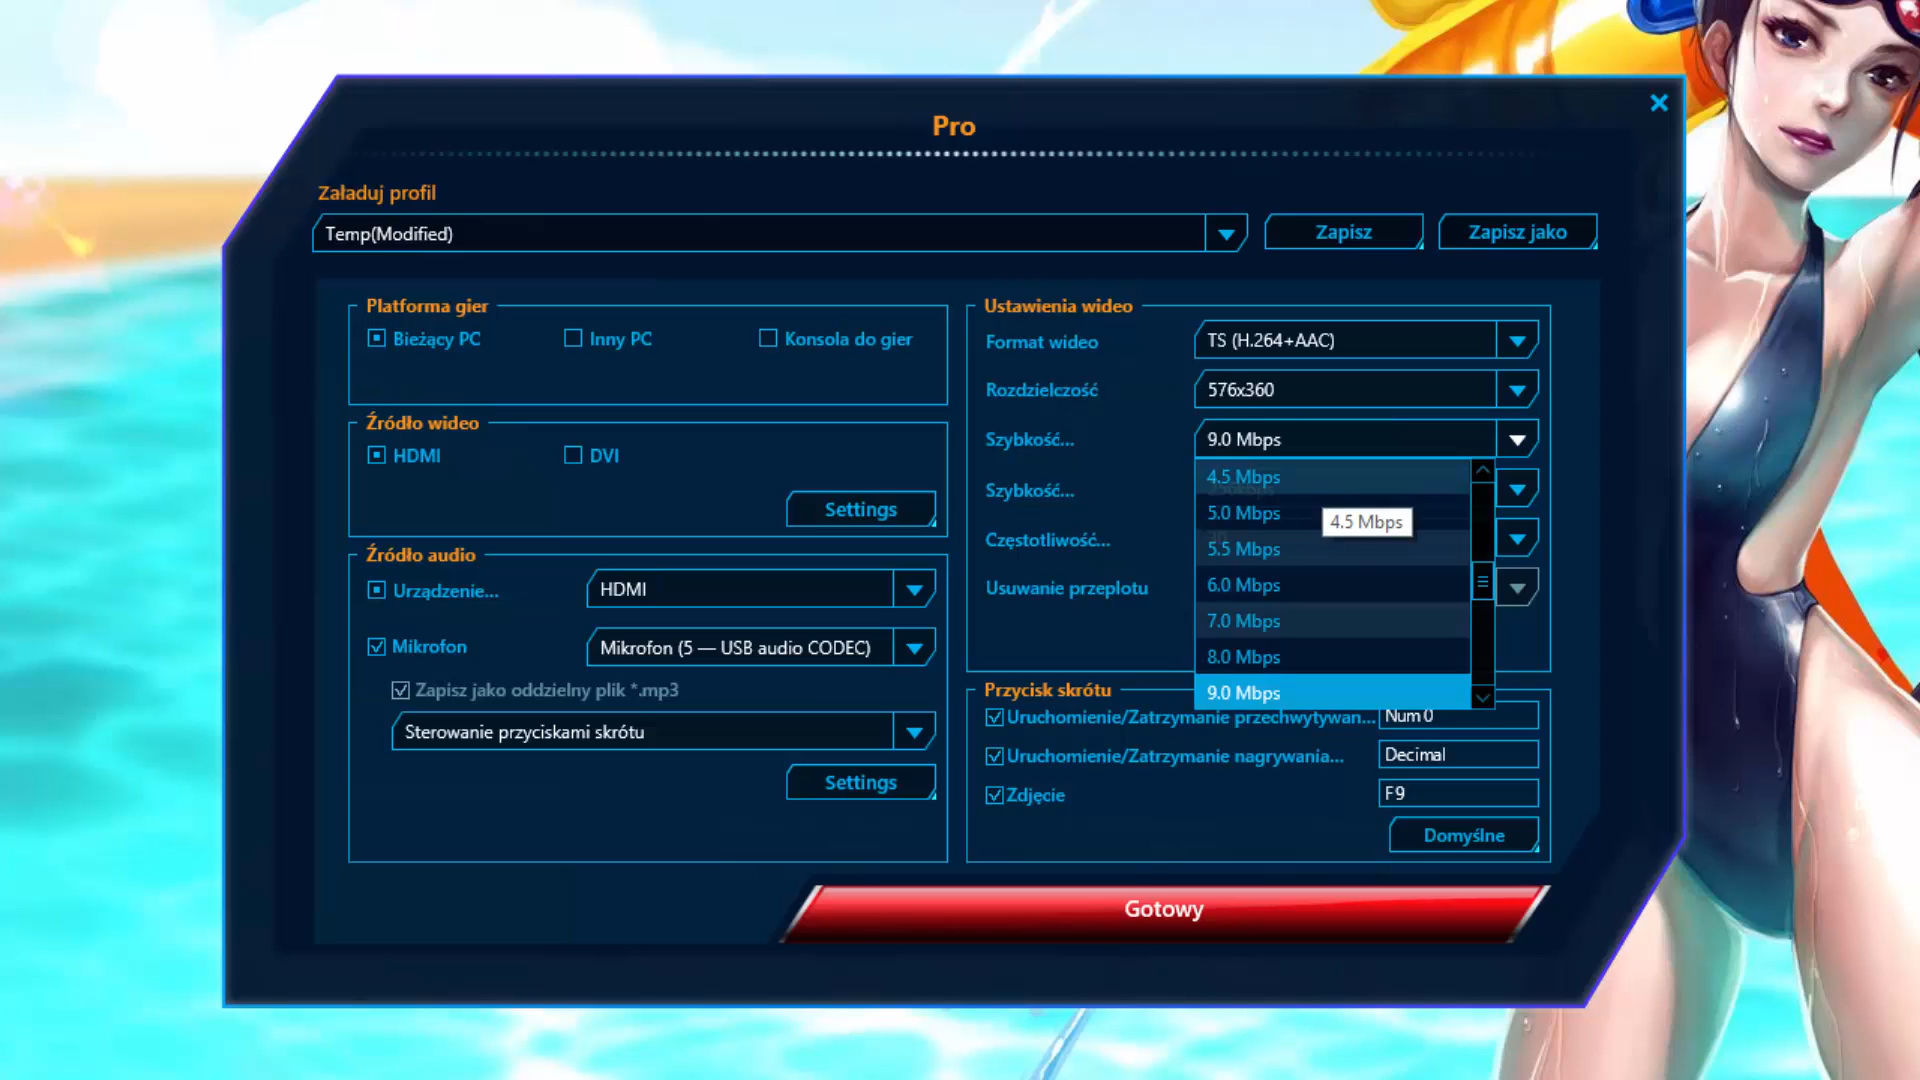 Pro
Załaduj profil
Temp(Modified)
Zapisz
Zapisz jako
Platforma gier
Bieżący PC
Inny PC
Konsola do gier
Źródło wideo
HDMI
DVI
Settings
Źródło audio
Urządzenie...
HDMI
Mikrofon
Mikrofon (5 — USB audio CODEC)
Zapisz jako oddzielny plik *.mp3
Sterowanie przyciskami skrótu
Settings
Ustawienia wideo
Format wideo
TS (H.264+AAC)
Rozdzielczość
576x360
Szybkość...
9.0 Mbps
4.5 Mbps
Szybkość...
5.0 Mbps
4.5 Mbps
Częstotliwość...
5.5 Mbps
Usuwanie przeplotu
6.0 Mbps
7.0 Mbps
8.0 Mbps
9.0 Mbps
Przycisk skrótu
Uruchomienie/Zatrzymanie przechwytywan...
Num 0
Uruchomienie/Zatrzymanie nagrywania...
Decimal
Zdjęcie
F9
Domyślne
Gotowy